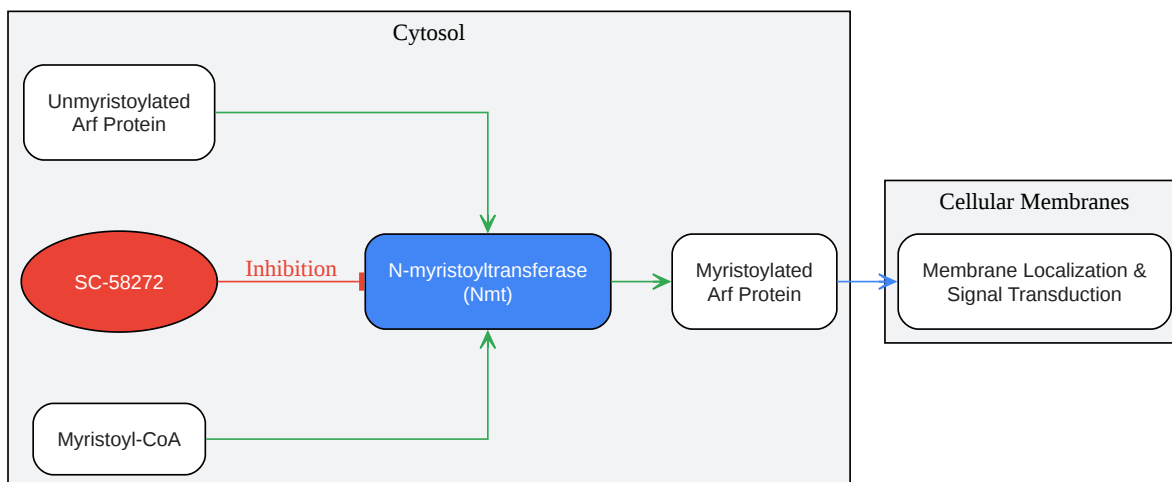 Cytosol
Unmyristoylated
Arf Protein
SC-58272
Inhibition
N-myristoyltransferase
(Nmt)
Myristoylated
Arf Protein
Myristoyl-CoA
Cellular Membranes
Membrane Localization &
Signal Transduction